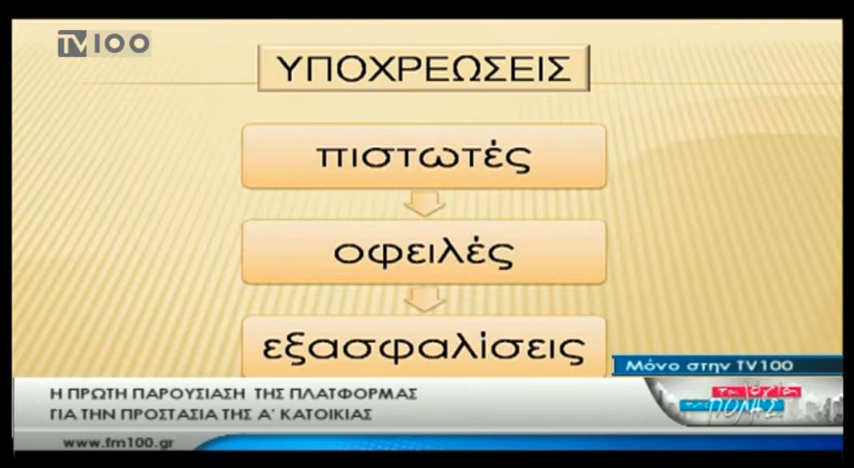 TV100
ΥΠΟΧΡΕΩΣΕΙΣ
πιστωτές
οφειλές
εξασφαλίσεις
Μόνο στην TV100
Η ΠΡΩΤΗ ΠΑΡΟΥΣΙΑΣΗ ΤΗΣ ΠΛΑΤΦΟΡΜΑΣ
ΓΙΑ ΤΗΝ ΠΡΟΣΤΑΣΙΑ ΤΗΣ Α' ΚΑΤΟΙΚΙΑΣ
ΠΟΛΗΣ
www.fm100.gr